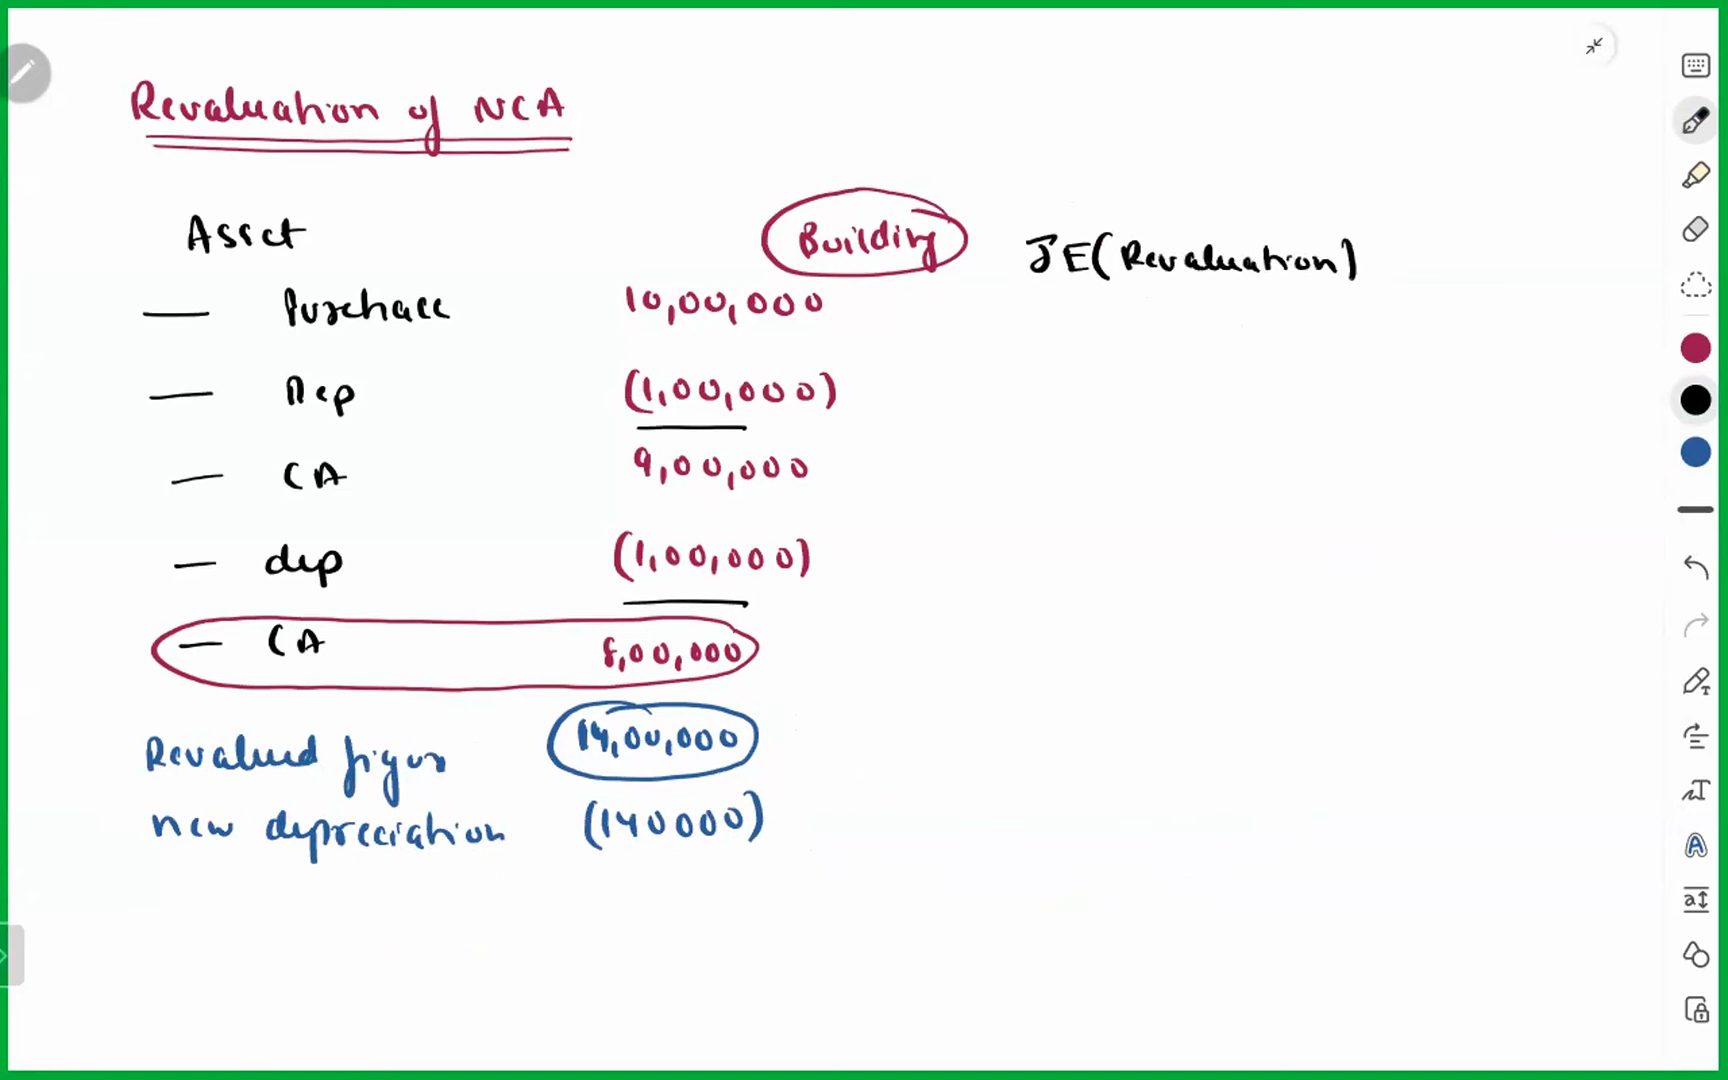 Revaluation of NCA
Asset
Building
JE (Revaluation)
— Purchase 10,00,000
— Dep (1,00,000)
— CA 9,00,000
— dep (1,00,000)
— CA 8,00,000
Revalued figur 14,00,000
new depreciation (140000)